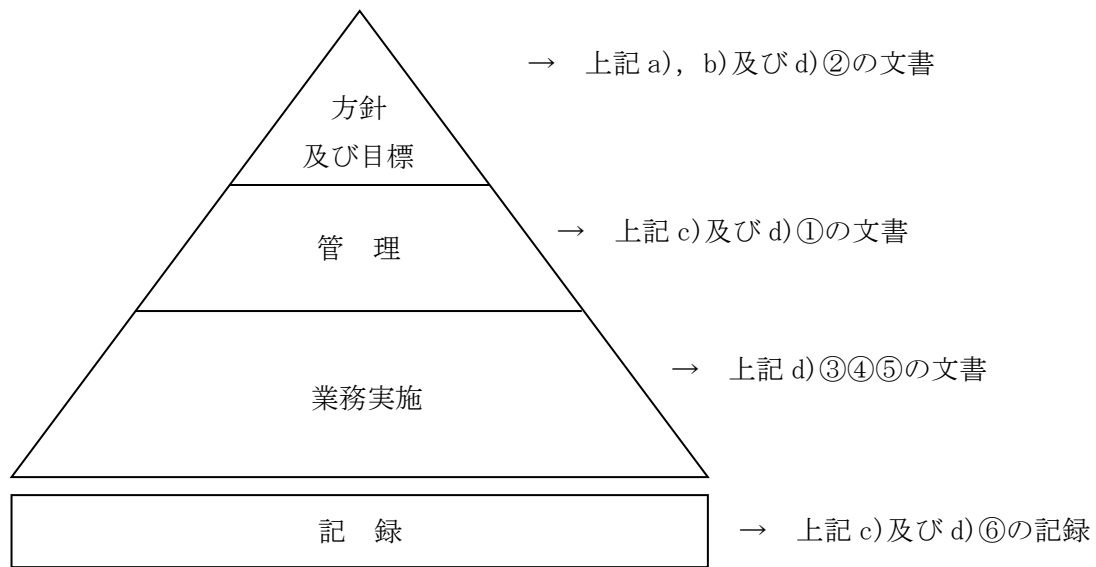 → 上記 a), b)及び d)②の文書
方針
及び目標
→ 上記 c)及び d)①の文書
管 理
→ 上記 d)③④⑤の文書
業務実施
記 録
→ 上記 c)及び d)⑥の記録